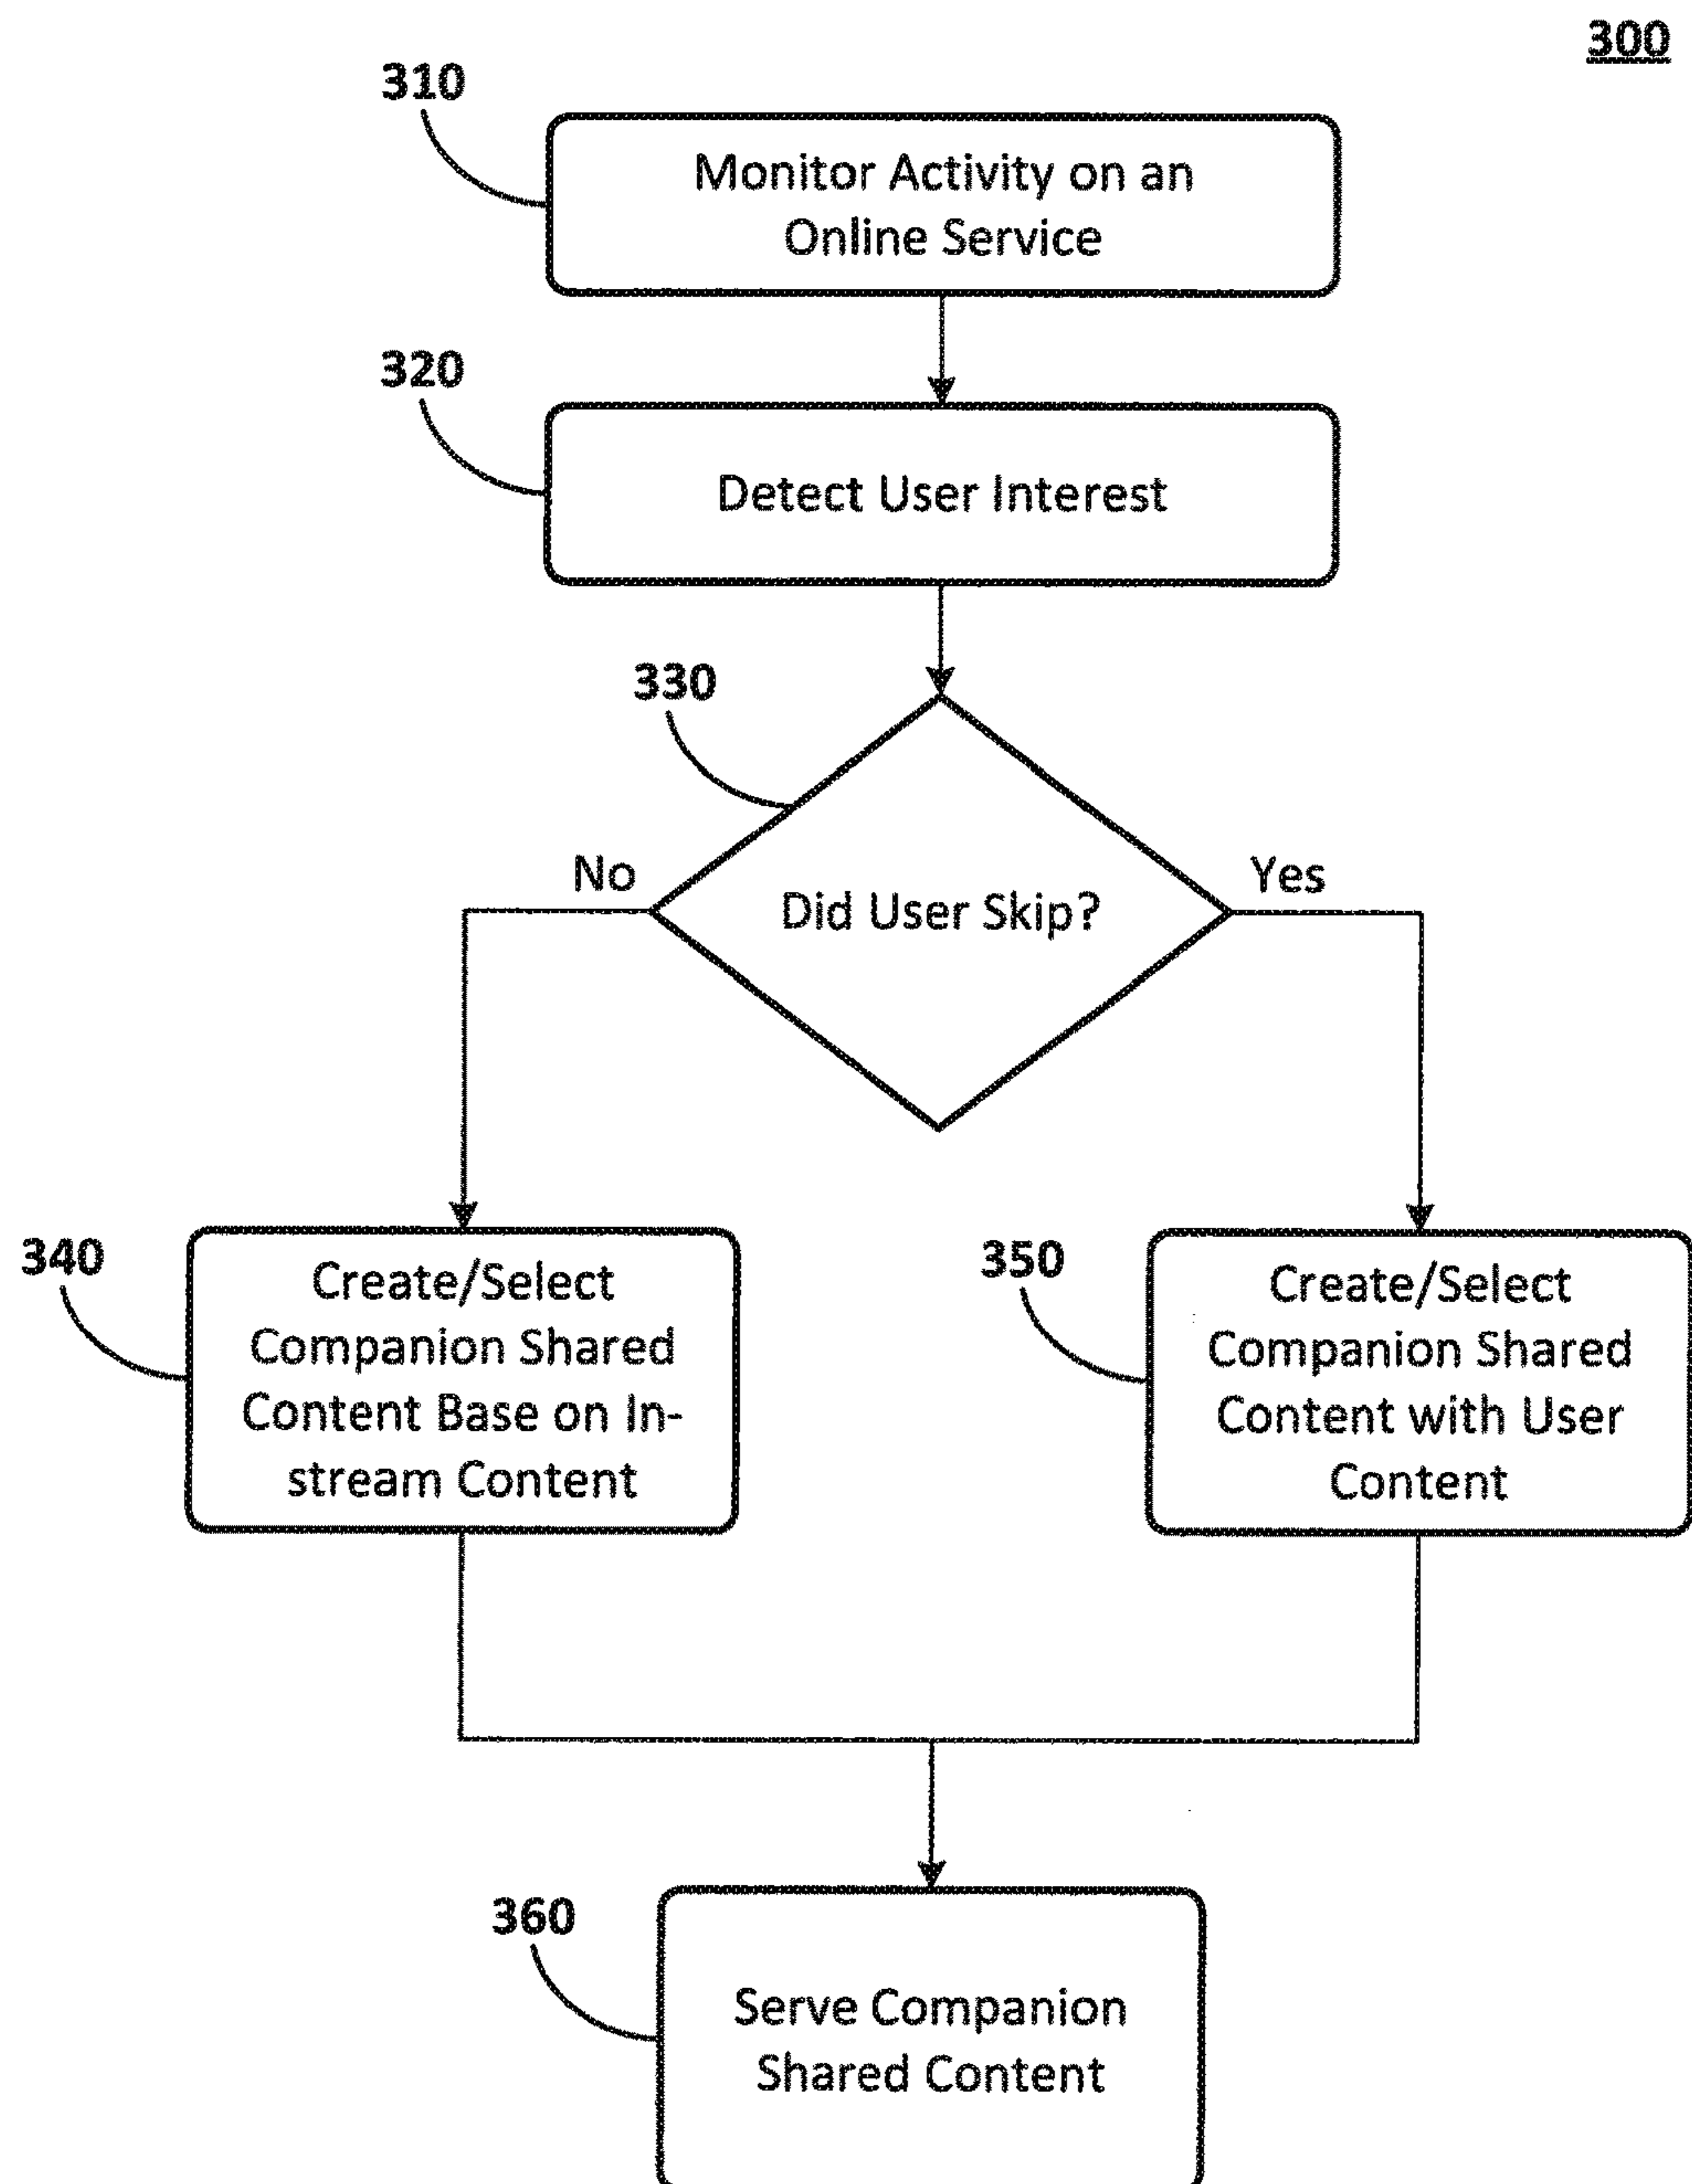 300
310
Monitor Activity on an
Online Service
320
Detect User Interest
330
No
Yes
Did User Skip?
340
Create/Select
Companion Shared
Content Base on In-
stream Content
350
Create/Select
Companion Shared
Content with User
Content
360
Serve Companion
Shared Content